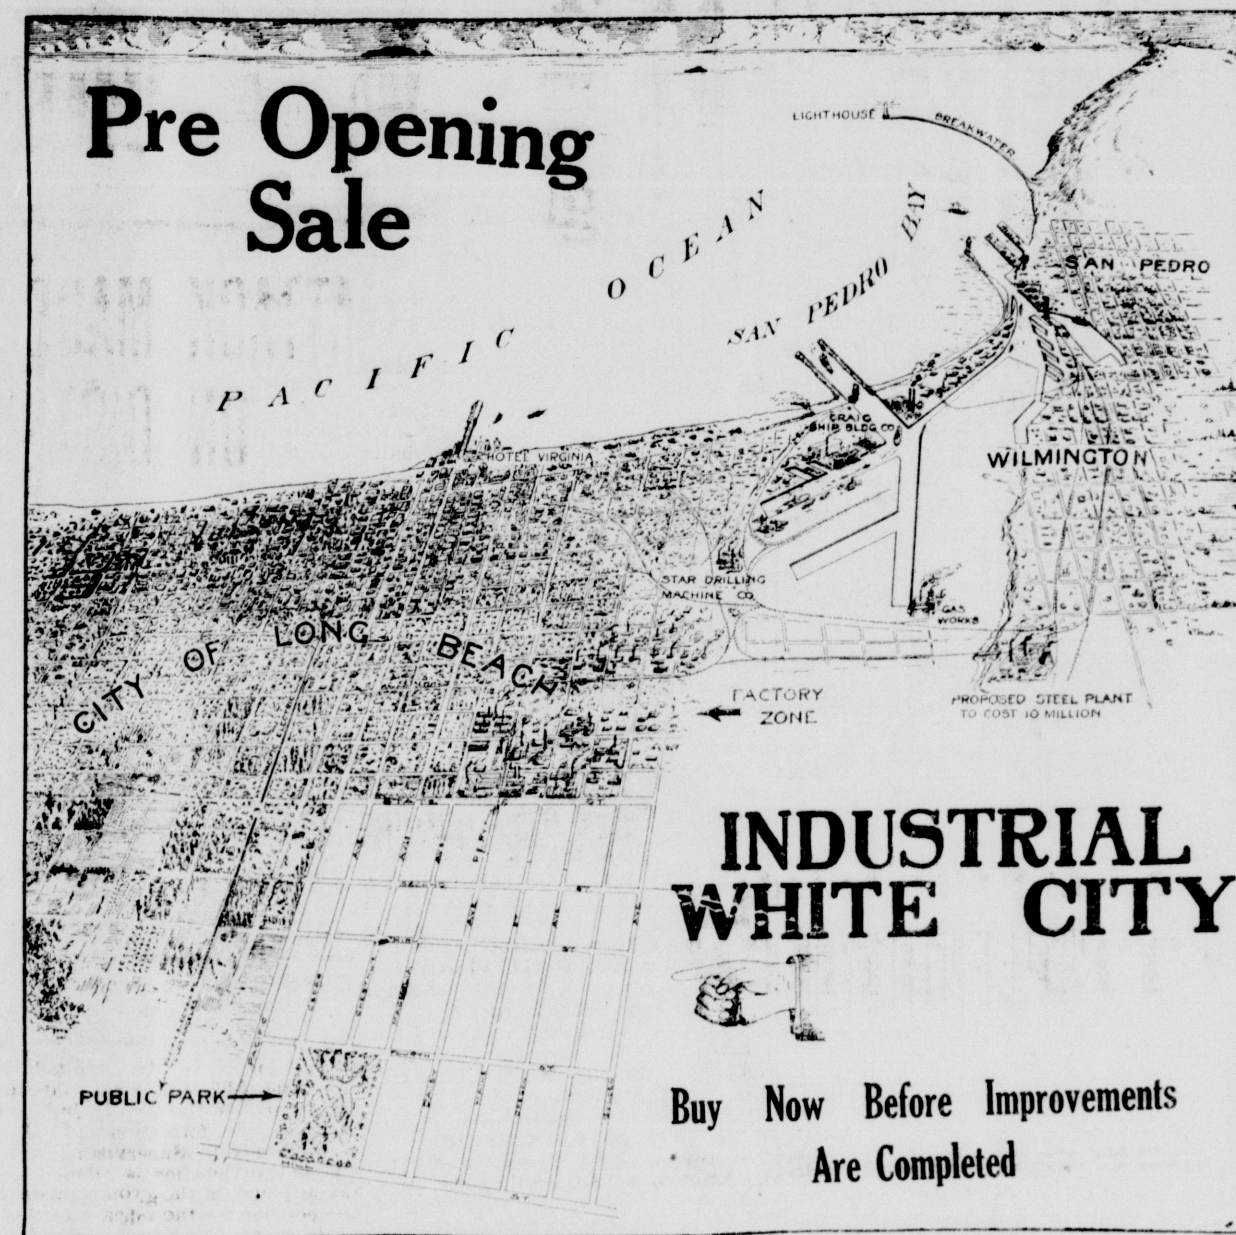 Pre Opening
Sale
LIGHTHOUSE
BREAKWATER
PACIFIC OCEAN
SAN PEDRO BAY
SAN PEDRO
CRAIG
SHIP BLDG. CO.
HOTEL VIRGINIA
WILMINGTON
STAR DRILLING
MACHINE CO.
GAS
WORKS
CITY OF LONG BEACH
FACTORY
ZONE
PROPOSED STEEL PLANT
TO COST 10 MILLION
INDUSTRIAL
WHITE CITY
PUBLIC PARK
Buy Now Before Improvements
Are Completed